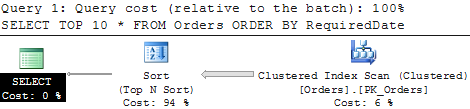 Query 1: Query cost (relative to the batch): 100%
SELECT TOP 10 * FROM Orders ORDER BY RequiredDate
SELECT
Cost: 0 %
Sort
(Top N Sort)
Cost: 94 %
Clustered Index Scan (Clustered)
[Orders].[PK_Orders]
Cost: 6 %